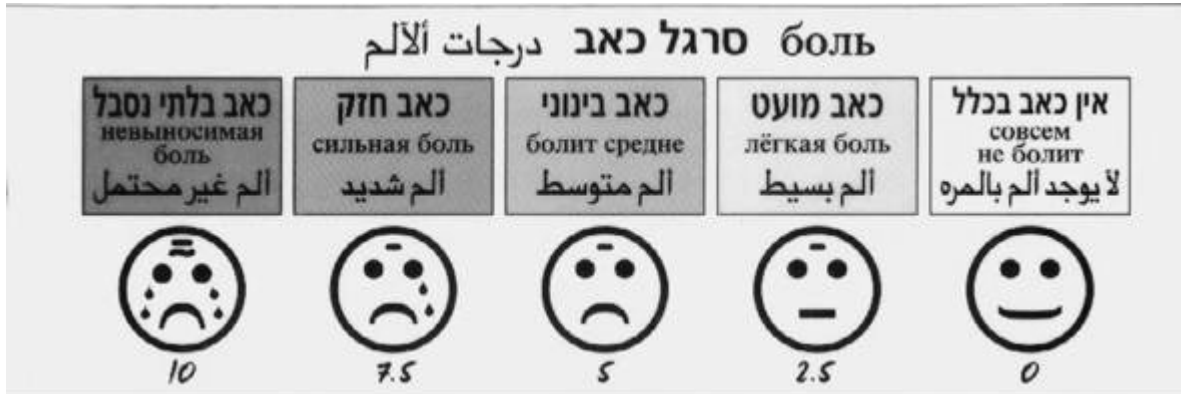 боль סרגל כאב درجات ألآلم
אין כאב בכלל
совсем
не болит
لا يوجد ألم بالمره
כאב מועט
лёгкая боль
ألم بسيط
כאב בינוני
болит средне
ألم متوسط
כאב חזק
сильная боль
ألم شديد
כאב בלתי נסבל
невыносимая
боль
ألم غير محتمل
10 7.5 5 2.5 0